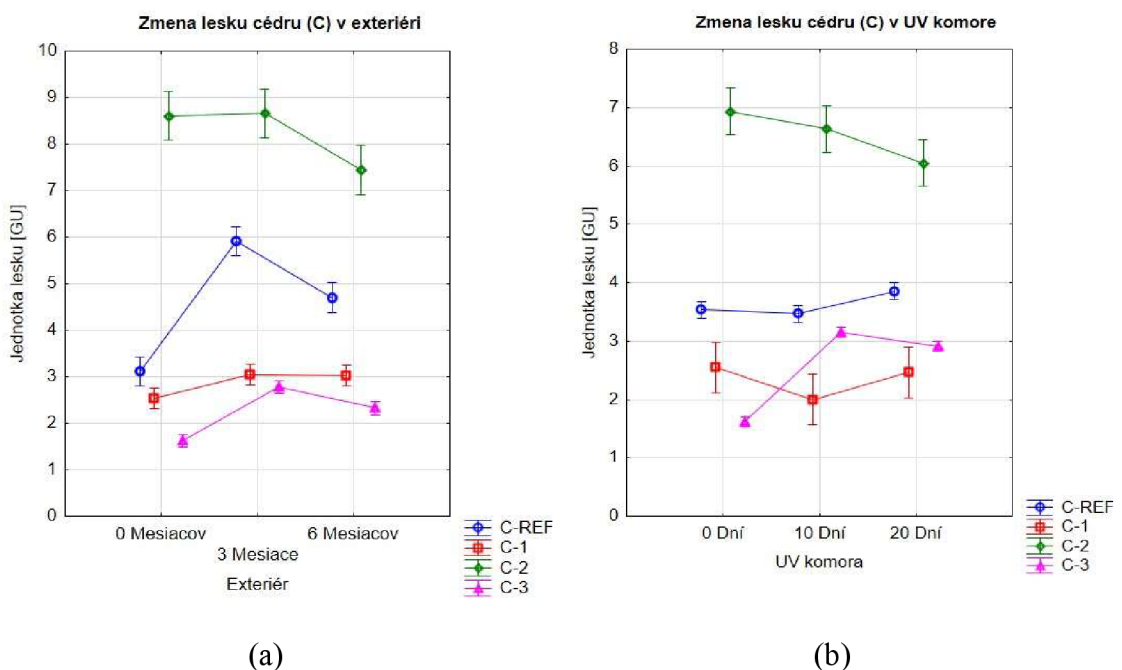 Zmena lesku cédru (C) v exteriéri
10
9
8
7
6
5
4
3
2
1
0
Jednotka lesku [GU]
0 Mesiacov
3 Mesiace
6 Mesiacov
Exteriér
C-REF
C-1
C-2
C-3
(a)
Zmena lesku cédru (C) v UV komore
8
7
6
5
4
3
2
1
0
Jednotka lesku [GU]
0 Dní
10 Dní
20 Dní
UV komora
C-REF
C-1
C-2
C-3
(b)